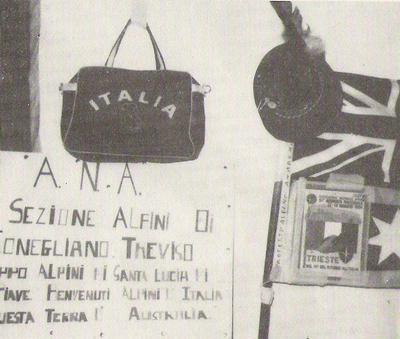 ITALIA
A.N.A.
SEZIONE ALPINI DI
CONEGLIANO. TREVISO
ALPINI DI SANTA LUCIA DI
PIAVE BENVENUTI ALPINI D' ITALIA
QUESTA TERRA D' AUSTRALIA.
TRIESTE